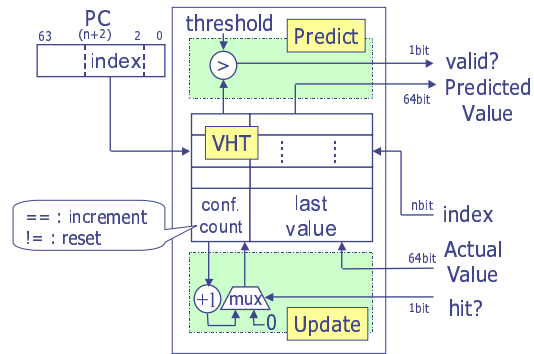 PC
63 (n+2) 2 0
index
threshold
Predict
>
1bit
valid?
64bit
Predicted
Value
VHT
conf.
count
last
value
== : increment
!= : reset
nbit
index
64bit
Actual
Value
+1
mux
0
1bit
hit?
Update